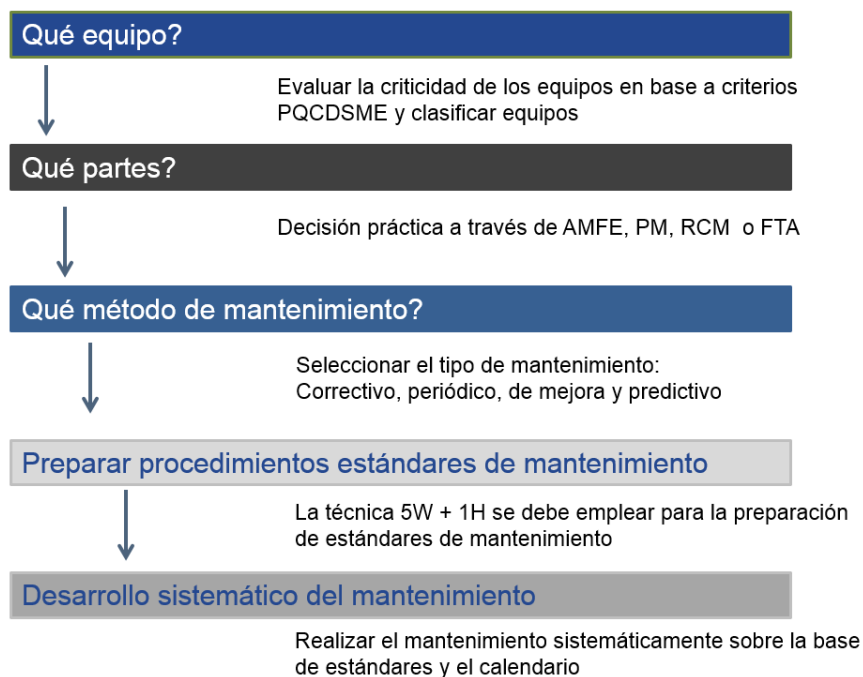 Qué equipo?
Evaluar la criticidad de los equipos en base a criterios
PQCDSME y clasificar equipos
Qué partes?
Decisión práctica a través de AMFE, PM, RCM o FTA
Qué método de mantenimiento?
Seleccionar el tipo de mantenimiento:
Correctivo, periódico, de mejora y predictivo
Preparar procedimientos estándares de mantenimiento
La técnica 5W + 1H se debe emplear para la preparación
de estándares de mantenimiento
Desarrollo sistemático del mantenimiento
Realizar el mantenimiento sistemáticamente sobre la base
de estándares y el calendario